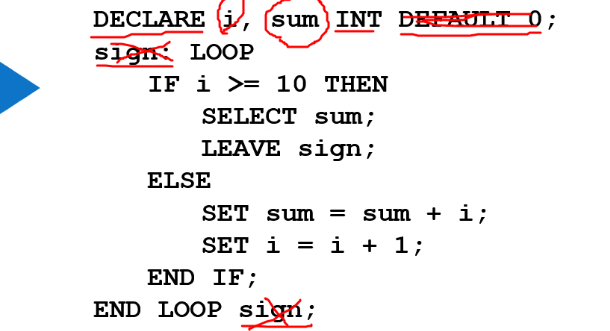 DECLARE i, sum INT DEFAULT 0;
sign: LOOP
IF i >= 10 THEN
SELECT sum;
LEAVE sign;
ELSE
SET sum = sum + i;
SET i = i + 1;
END IF;
END LOOP sign;